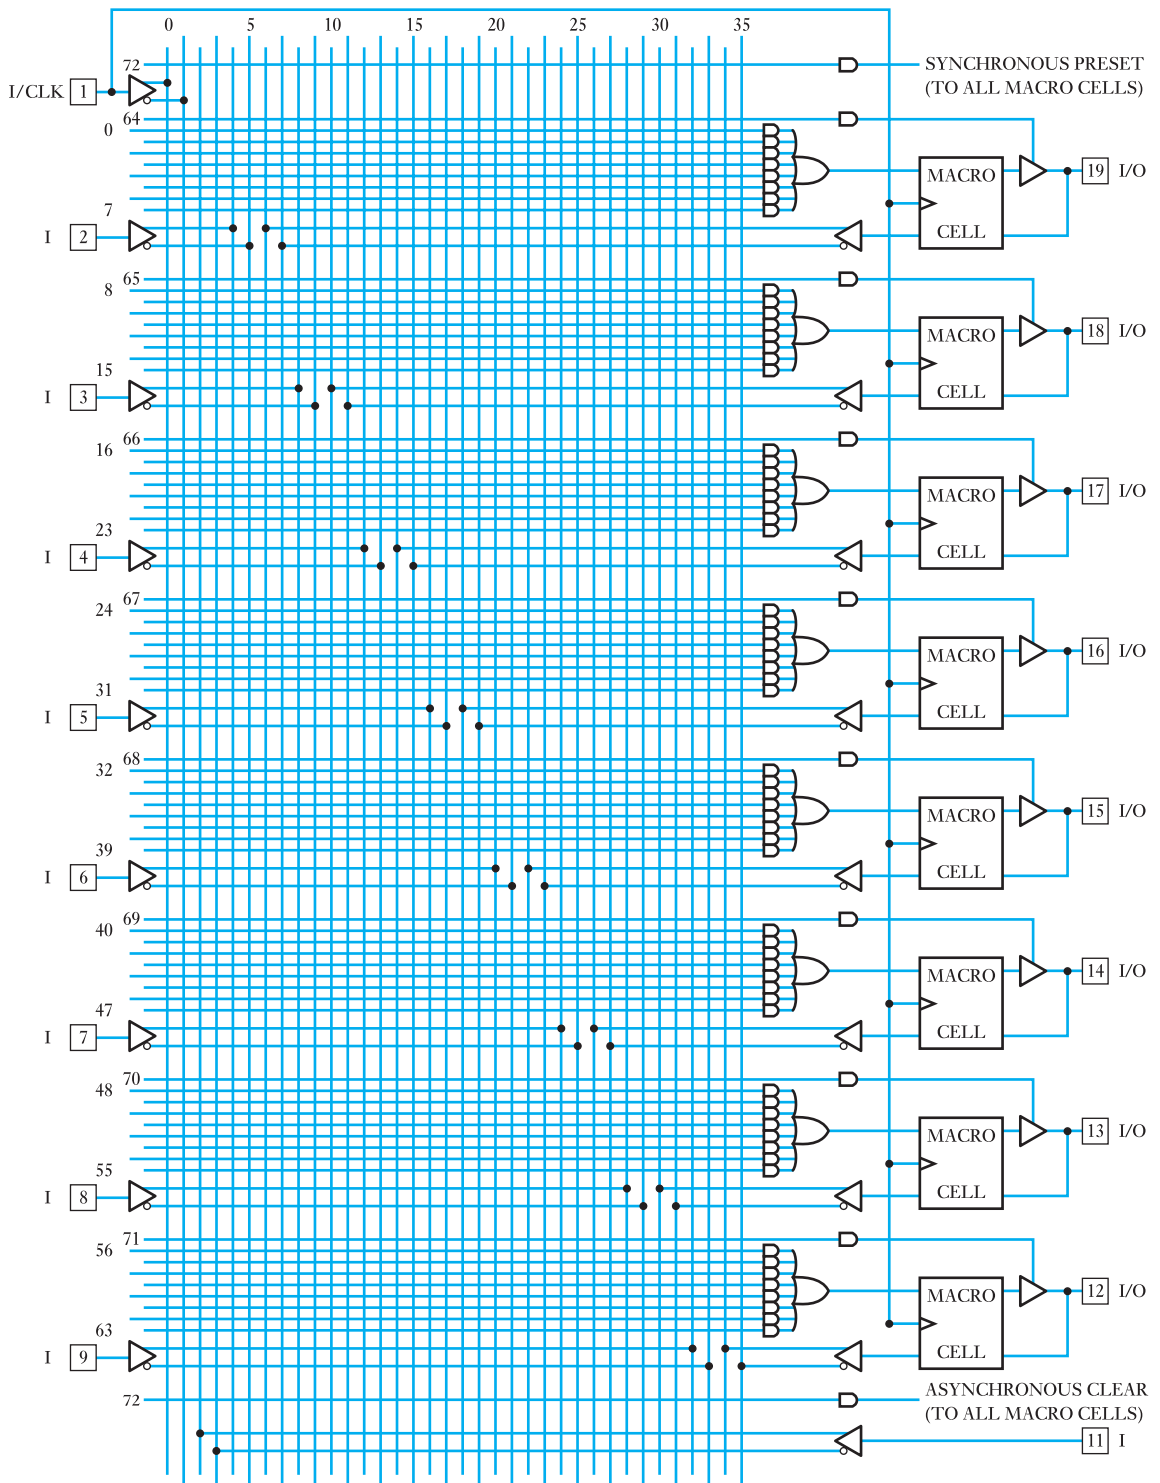 0 5 10 15 20 25 30 35
72 SYNCHRONOUS PRESET
I/CLK 1 (TO ALL MACRO CELLS)
64
0
MACRO 19 I/O
7
I 2 CELL
65
8
MACRO 18 I/O
15
I 3 CELL
66
16
MACRO 17 I/O
23
I 4 CELL
67
24
MACRO 16 I/O
31
I 5 CELL
68
32
MACRO 15 I/O
39
I 6 CELL
69
40
MACRO 14 I/O
47
I 7 CELL
70
48
MACRO 13 I/O
55
I 8 CELL
71
56
MACRO 12 I/O
63
I 9 CELL
72 ASYNCHRONOUS CLEAR
(TO ALL MACRO CELLS)
11 I